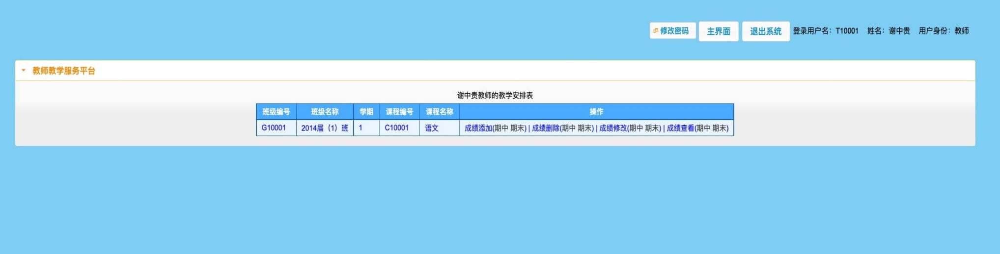 修改密码 主界面 退出系统 登录用户名：T10001 姓名：谢中贵 用户身份：教师
教师教学服务平台
谢中贵教师的教学安排表
班级编号 班级名称 学期 课程编号 课程名称 操作
G10001 2014届（1）班 1 C10001 语文 成绩添加(期中 期末) | 成绩删除(期中 期末) | 成绩修改(期中 期末) | 成绩查看(期中 期末)